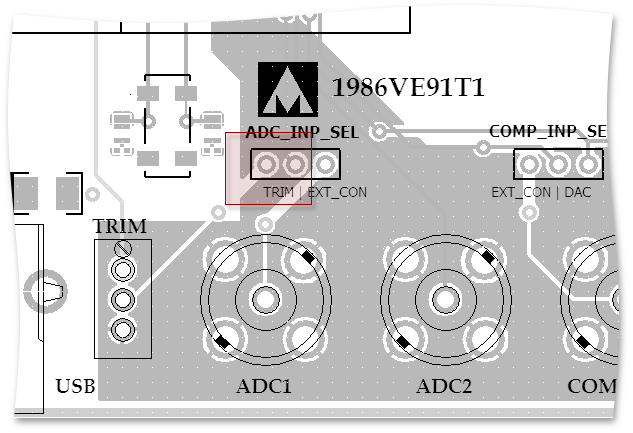 1986VE91T1
ADC_INP_SEL
COMP_INP_SE
TRIM | EXT_CON
EXT_CON | DAC
TRIM
USB
ADC1
ADC2
COM